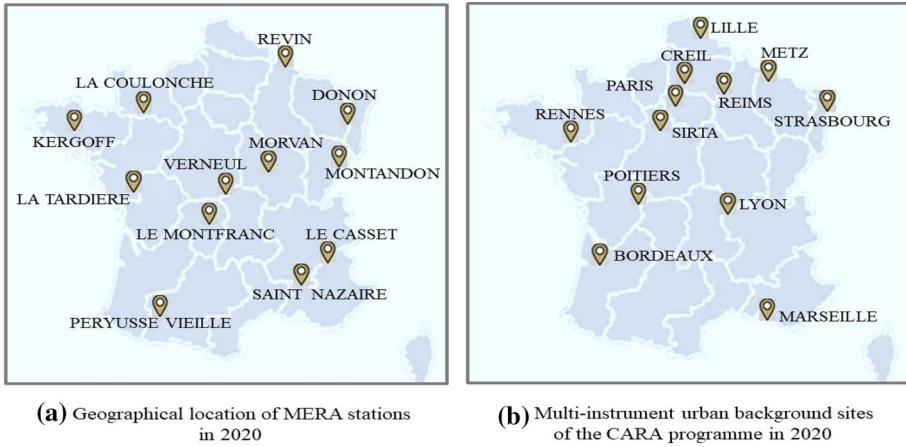 REVIN
LA COULONCHE
DONON
KERGOFF
MORVAN
VERNEUL
MONTANDON
LA TARDIERE
LE MONTFRANC
LE CASSET
SAINT NAZAIRE
PERYUSSE VIEILLE
(a) Geographical location of MERA stations
in 2020
LILLE
CREIL
METZ
PARIS
REIMS
STRASBOURG
RENNES
SIRTA
POITIERS
LYON
BORDEAUX
MARSEILLE
(b) Multi-instrument urban background sites
of the CARA programme in 2020